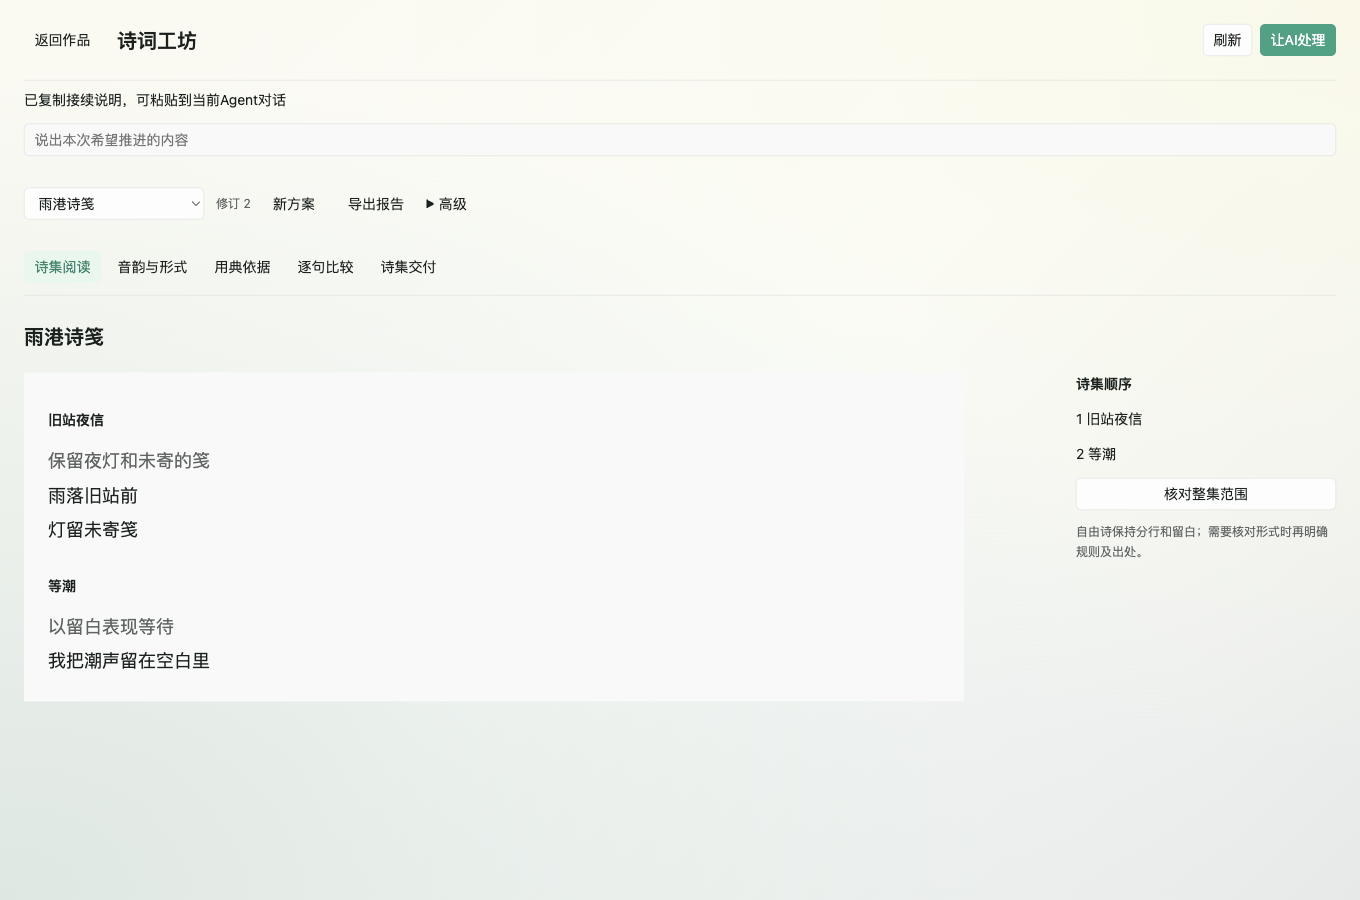 返回作品
诗词工坊
刷新
让AI处理
已复制接续说明，可粘贴到当前Agent对话
说出本次希望推进的内容
雨港诗笺
修订 2
新方案
导出报告
▶ 高级
诗集阅读
音韵与形式
用典依据
逐句比较
诗集交付
雨港诗笺
旧站夜信
保留夜灯和未寄的笺
雨落旧站前
灯留未寄笺
等潮
以留白表现等待
我把潮声留在空白里
诗集顺序
1 旧站夜信
2 等潮
核对整集范围
自由诗保持分行和留白；需要核对形式时再明确
规则及出处。